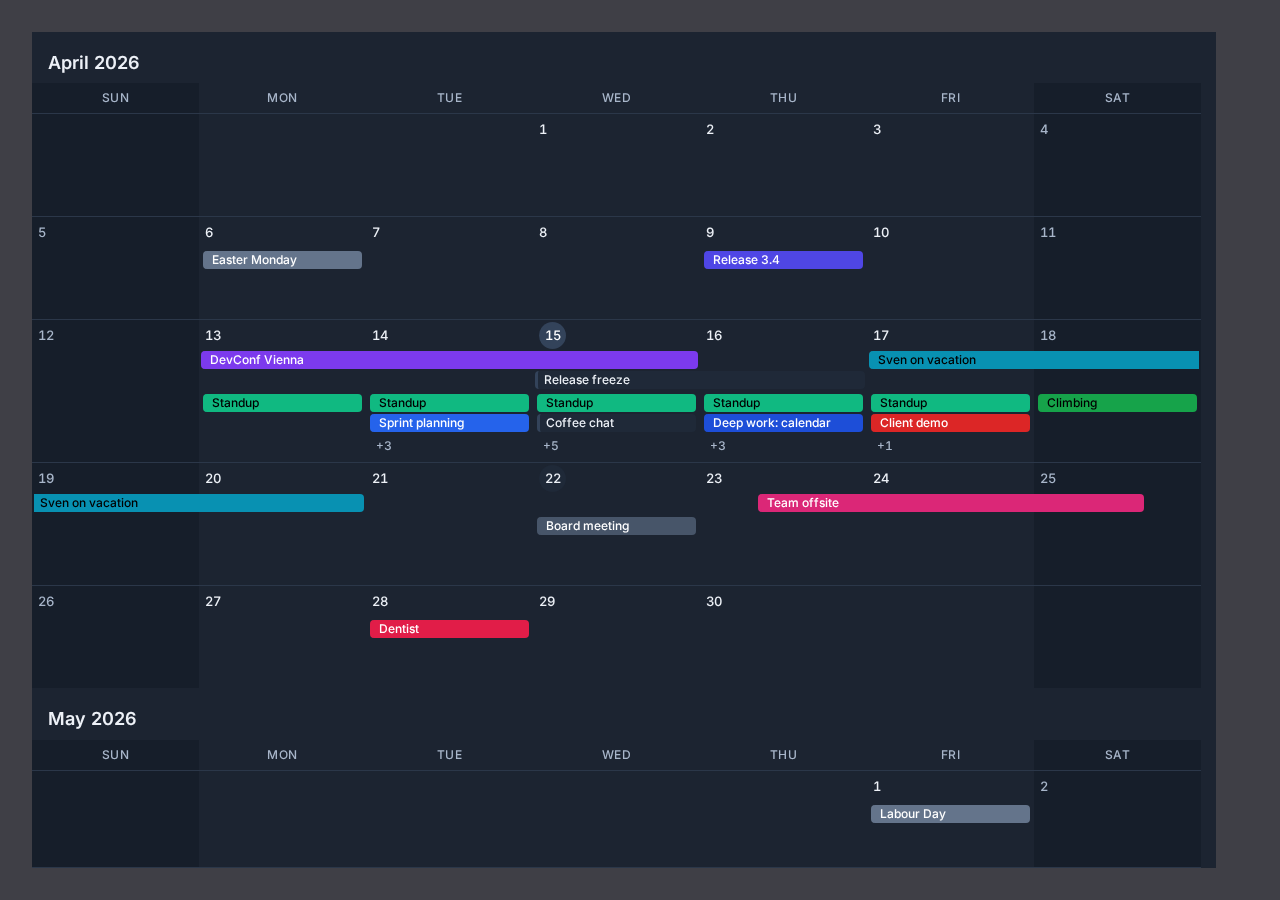 April 2026
SUN MON TUE WED THU FRI SAT
1 2 3 4
5 6 7 8 9 10 11
Easter Monday Release 3.4
12 13 14 15 16 17 18
DevConf Vienna Sven on vacation
Release freeze
Standup Standup Standup Standup Standup Climbing
Sprint planning Coffee chat Deep work: calendar Client demo
+3 +5 +3 +1
19 20 21 22 23 24 25
Sven on vacation Team offsite
Board meeting
26 27 28 29 30
Dentist
May 2026
SUN MON TUE WED THU FRI SAT
1 2
Labour Day